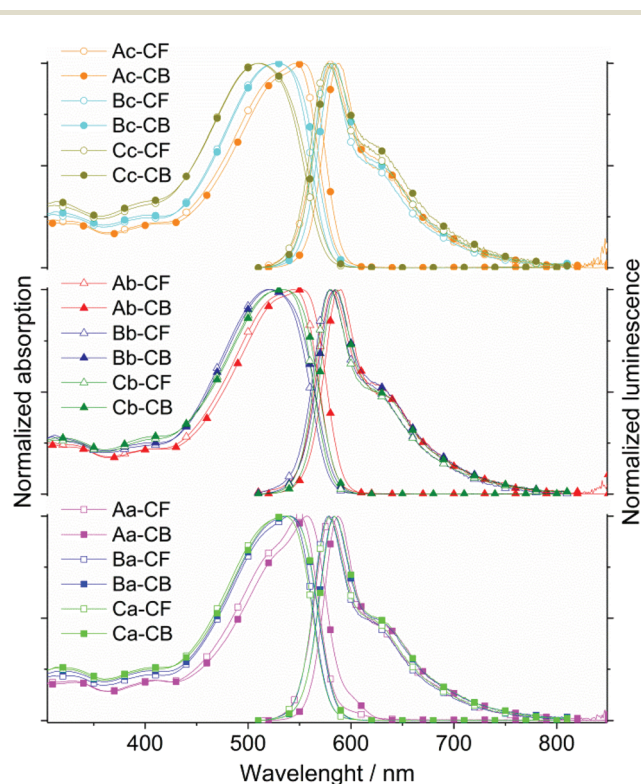 Ac-CF
Ac-CB
Bc-CF
Bc-CB
Cc-CF
Cc-CB
Ab-CF
Ab-CB
Bb-CF
Bb-CB
Cb-CF
Cb-CB
Aa-CF
Aa-CB
Ba-CF
Ba-CB
Ca-CF
Ca-CB
Normalized absorption
Normalized luminescence
400 500 600 700 800
Wavelenght / nm